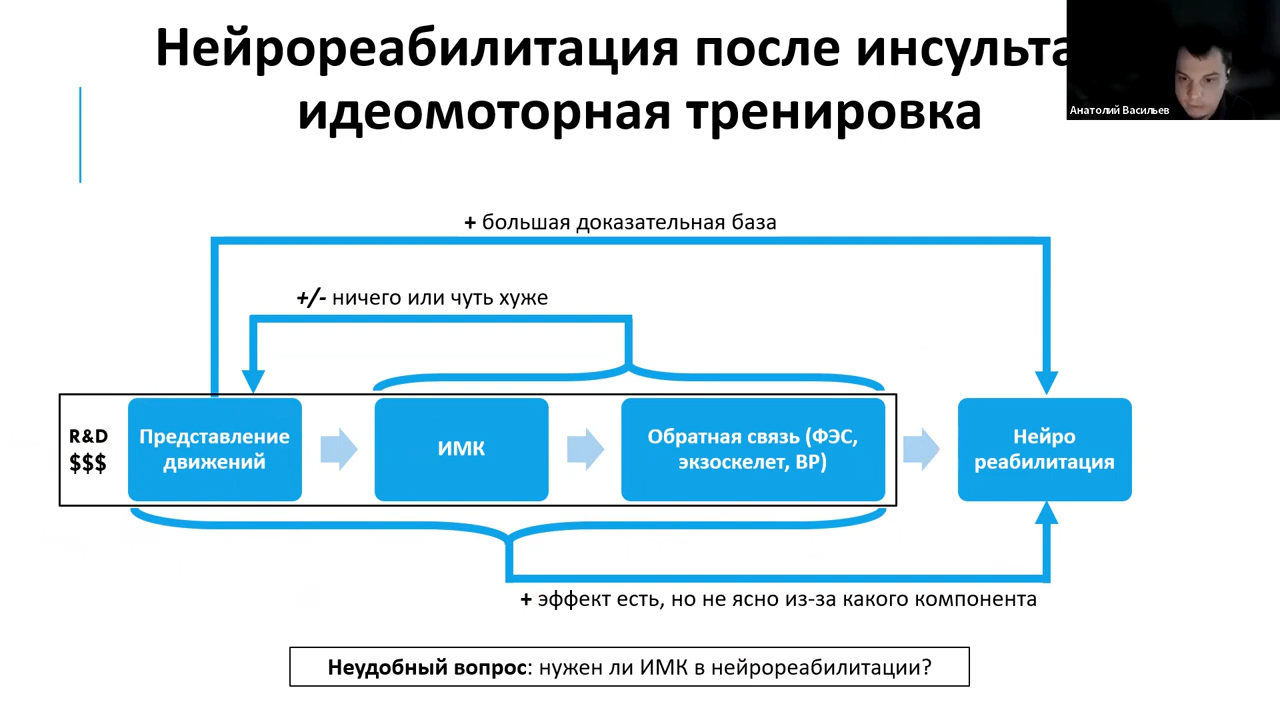 Нейрореабилитация после инсульта
идеомоторная тренировка
Анатолий Васильев
+ большая доказательная база
+/- ничего или чуть хуже
R&D
$$$
Представление
движений
ИМК
Обратная связь (ФЭС,
экзоскелет, ВР)
Нейро
реабилитация
+ эффект есть, но не ясно из-за какого компонента
Неудобный вопрос: нужен ли ИМК в нейрореабилитации?